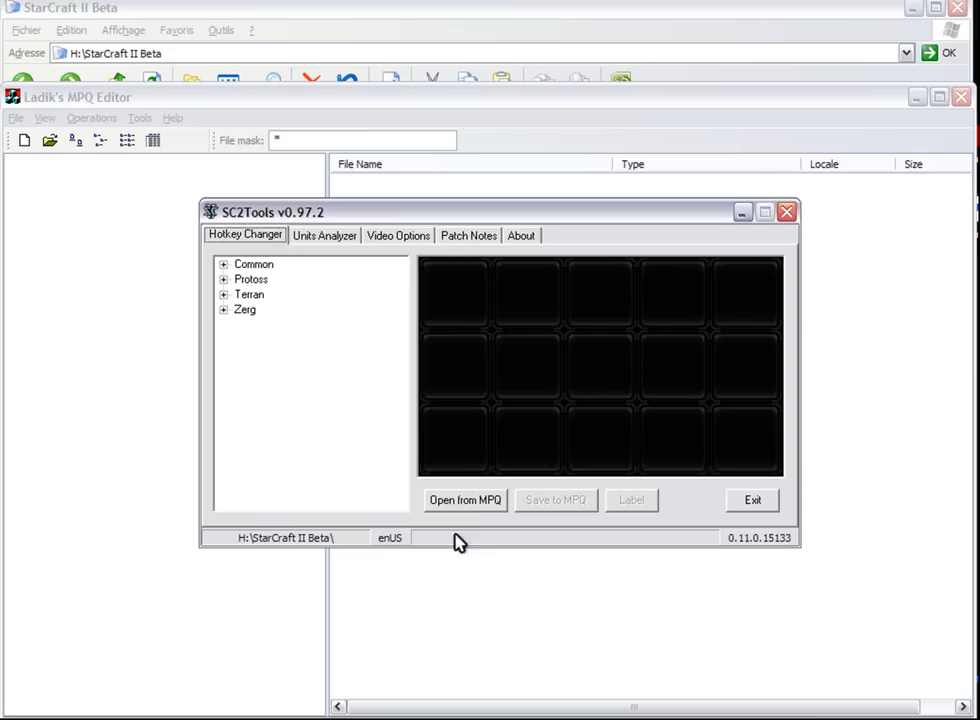 StarCraft II Beta
Fichier Edition Affichage Favoris Outils ?
Adresse H:\StarCraft II Beta OK
Ladik's MPQ Editor
File View Operations Tools Help
File mask: *
File Name Type Locale Size
SC2Tools v0.97.2
Hotkey Changer Units Analyzer Video Options Patch Notes About
Common
Protoss
Terran
Zerg
Open from MPQ Save to MPQ Label Exit
H:\StarCraft II Beta\ enUS 0.11.0.15133